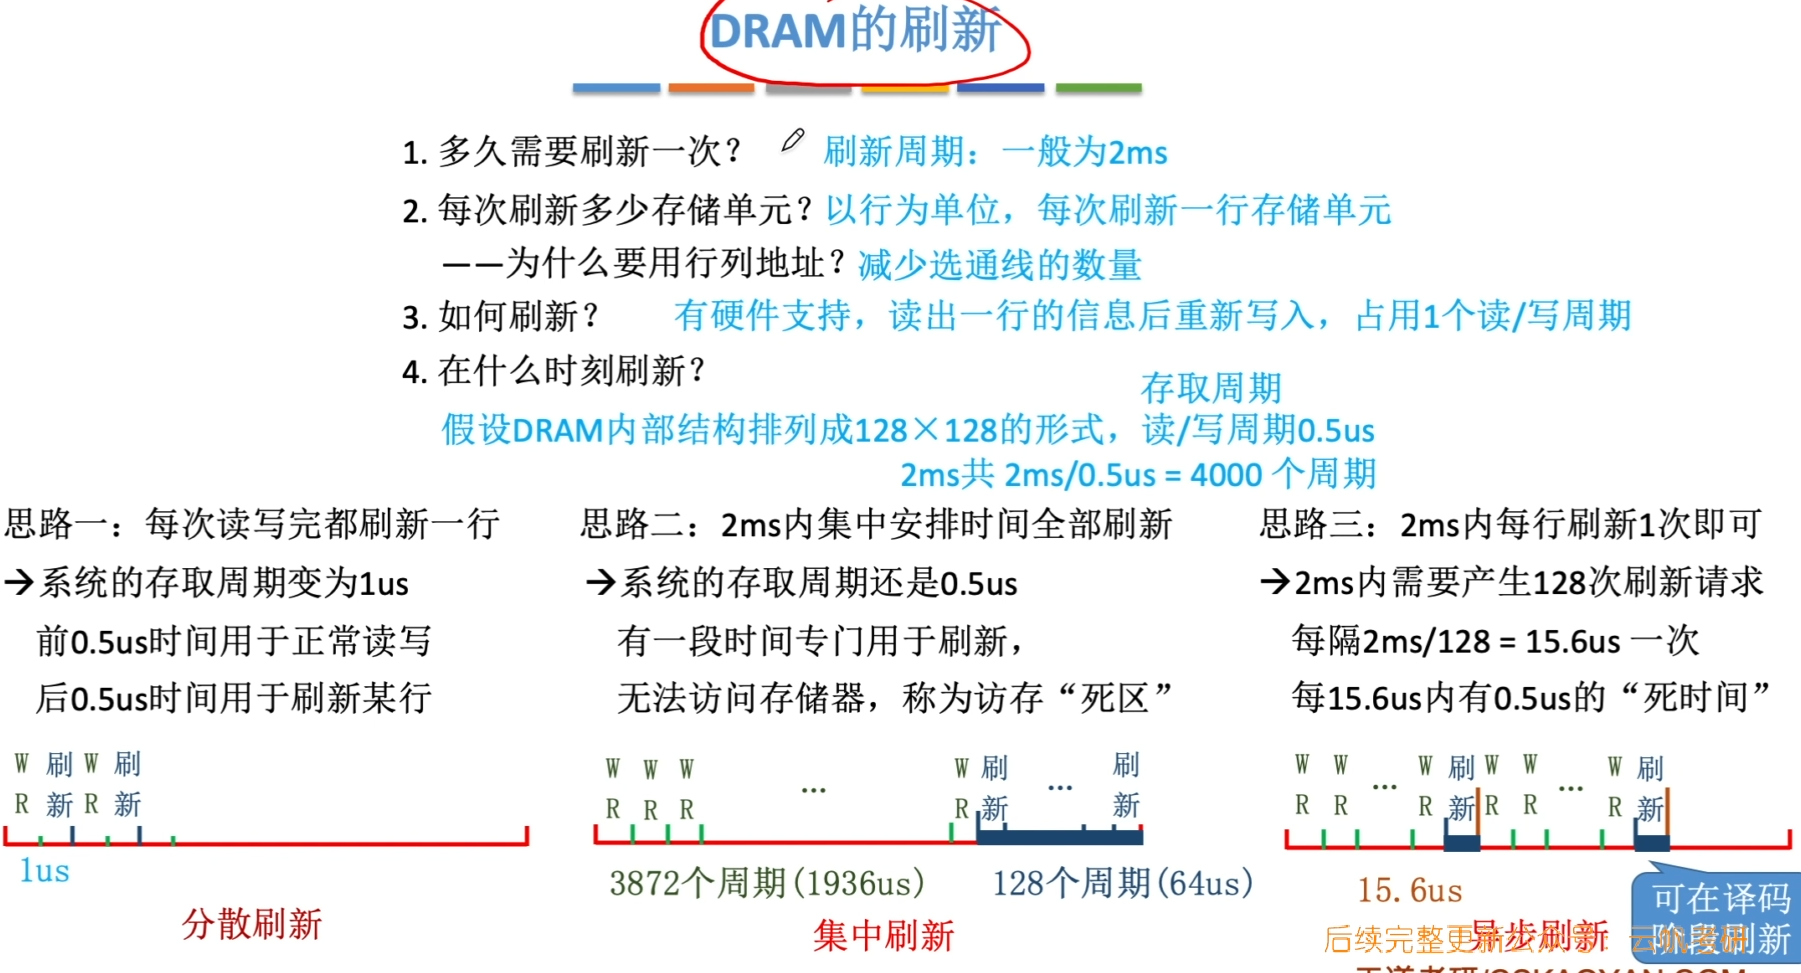 DRAM的刷新
1. 多久需要刷新一次？ 刷新周期：一般为2ms
2. 每次刷新多少存储单元？以行为单位，每次刷新一行存储单元
——为什么要用行列地址？减少选通线的数量
3. 如何刷新？ 有硬件支持，读出一行的信息后重新写入，占用1个读/写周期
4. 在什么时刻刷新？
存取周期
假设DRAM内部结构排列成128×128的形式，读/写周期0.5us
2ms共 2ms/0.5us = 4000 个周期
思路一：每次读写完都刷新一行
→系统的存取周期变为1us
前0.5us时间用于正常读写
后0.5us时间用于刷新某行
W 刷 W 刷
R 新 R 新
1us
分散刷新
思路二：2ms内集中安排时间全部刷新
→系统的存取周期还是0.5us
有一段时间专门用于刷新，
无法访问存储器，称为访存“死区”
W W W ... W 刷 ... 刷
R R R R 新 新
3872个周期(1936us) 128个周期(64us)
集中刷新
思路三：2ms内每行刷新1次即可
→2ms内需要产生128次刷新请求
每隔2ms/128 = 15.6us 一次
每15.6us内有0.5us的“死时间”
W W ... W 刷 W W ... W 刷
R R R 新 R R R 新
15.6us
异步刷新
可在译码
阶段刷新
后续完整更新公众号：云帆考研